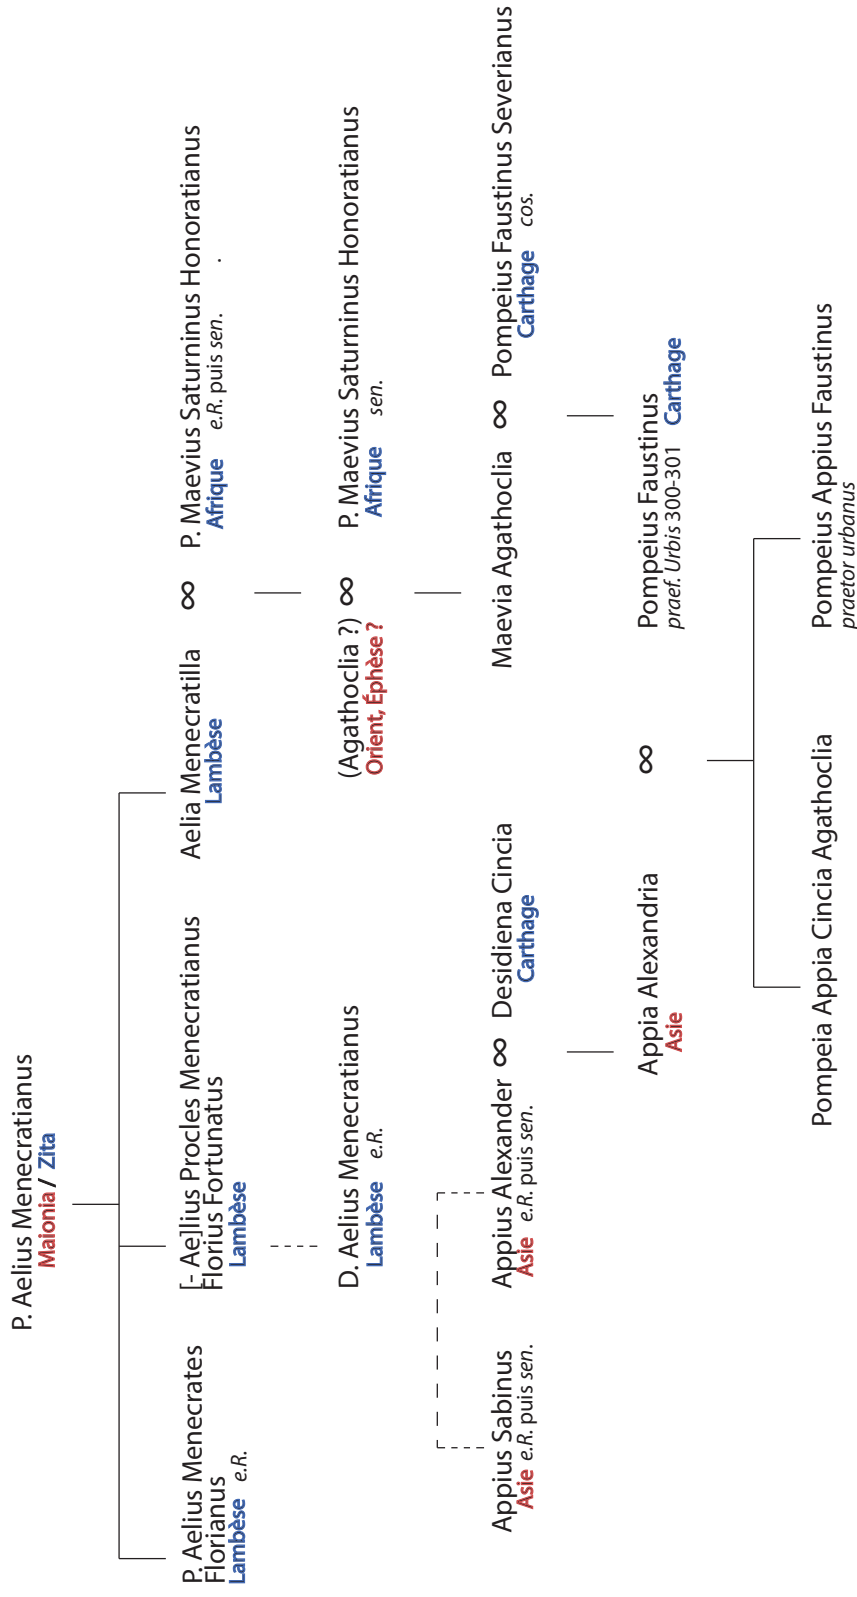 P. Aelius Menecratianus
Maionia / Zita
P. Aelius Menecrates
Florianus
Lambèse e.R.
[- Ae]lius Procles Menecratianus
Florius Fortunatus
Lambèse
Aelia Menecratilla
Lambèse
∞
P. Maevius Saturninus Honoratianus
Afrique e.R. puis sen.
D. Aelius Menecratianus
Lambèse e.R.
(Agathoclia ?)
Orient, Éphèse ?
∞
P. Maevius Saturninus Honoratianus
Afrique sen.
Appius Sabinus
Asie e.R. puis sen.
Appius Alexander
Asie e.R. puis sen.
∞
Desidiena Cincia
Carthage
Maevia Agathoclia
∞
Pompeius Faustinus Severianus
Carthage cos.
Appia Alexandria
Asie
∞
Pompeius Faustinus
praef. Urbis 300-301 Carthage
Pompeia Appia Cincia Agathoclia
Pompeius Appius Faustinus
praetor urbanus